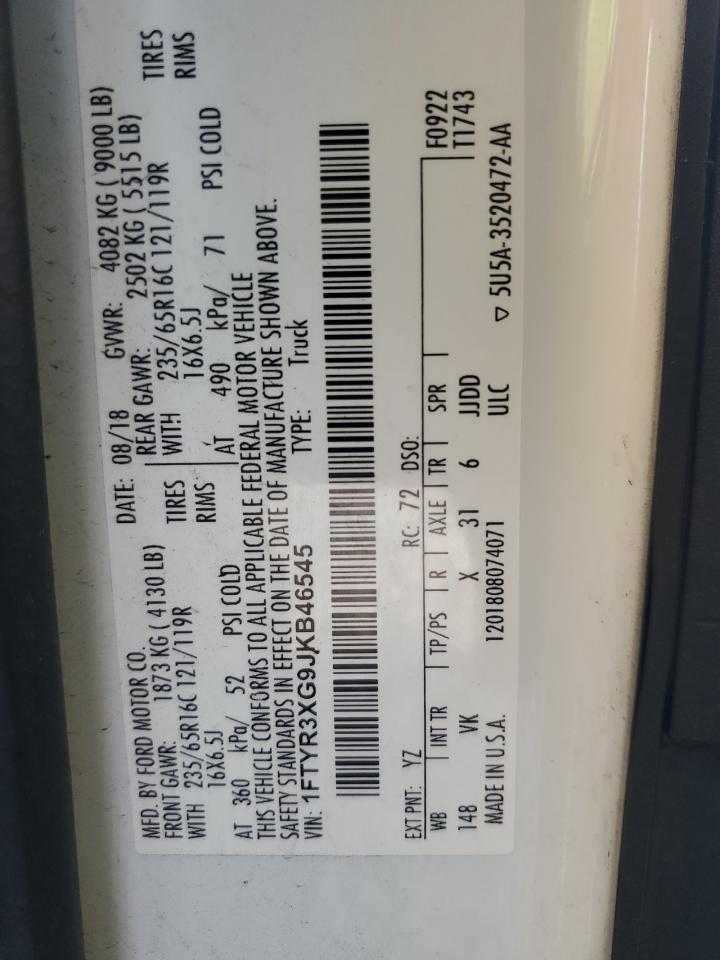 MFD. BY FORD MOTOR CO. DATE: 08/18 GVWR: 4082 KG ( 9000 LB)
FRONT GAWR: 1873 KG ( 4130 LB) REAR GAWR: 2502 KG ( 5515 LB)
WITH 235/65R16C 121/119R TIRES WITH 235/65R16C 121/119R TIRES
16X6.5J RIMS 16X6.5J RIMS
AT 360 kPa/ 52 PSI COLD AT 490 kPa/ 71 PSI COLD
THIS VEHICLE CONFORMS TO ALL APPLICABLE FEDERAL MOTOR VEHICLE
SAFETY STANDARDS IN EFFECT ON THE DATE OF MANUFACTURE SHOWN ABOVE.
VIN: 1FTYR3XG9JKB46545 TYPE: Truck
EXT PNT: YZ RC: 72 DSO:
WB INT TR TP/PS R AXLE TR SPR F0922
148 VK X 31 6 JJDD T1743
MADE IN U.S.A. 1201808074071 ULC ▽ 5U5A-3520472-AA